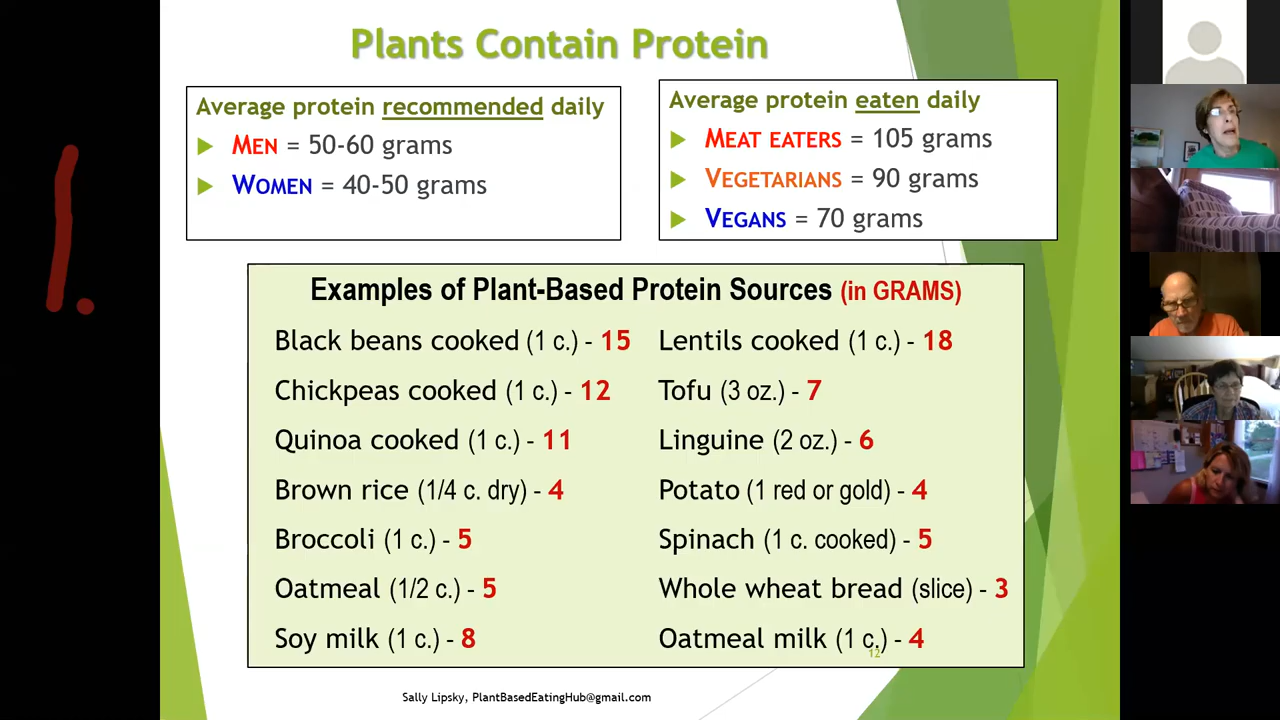 Plants Contain Protein
Average protein recommended daily
MEN = 50-60 grams
WOMEN = 40-50 grams
Average protein eaten daily
MEAT EATERS = 105 grams
VEGETARIANS = 90 grams
VEGANS = 70 grams
1.
Examples of Plant-Based Protein Sources (in GRAMS)
Black beans cooked (1 c.) - 15
Chickpeas cooked (1 c.) - 12
Quinoa cooked (1 c.) - 11
Brown rice (1/4 c. dry) - 4
Broccoli (1 c.) - 5
Oatmeal (1/2 c.) - 5
Soy milk (1 c.) - 8
Lentils cooked (1 c.) - 18
Tofu (3 oz.) - 7
Linguine (2 oz.) - 6
Potato (1 red or gold) - 4
Spinach (1 c. cooked) - 5
Whole wheat bread (slice) - 3
Oatmeal milk (1 c.) - 4
12
Sally Lipsky, PlantBasedEatingHub@gmail.com